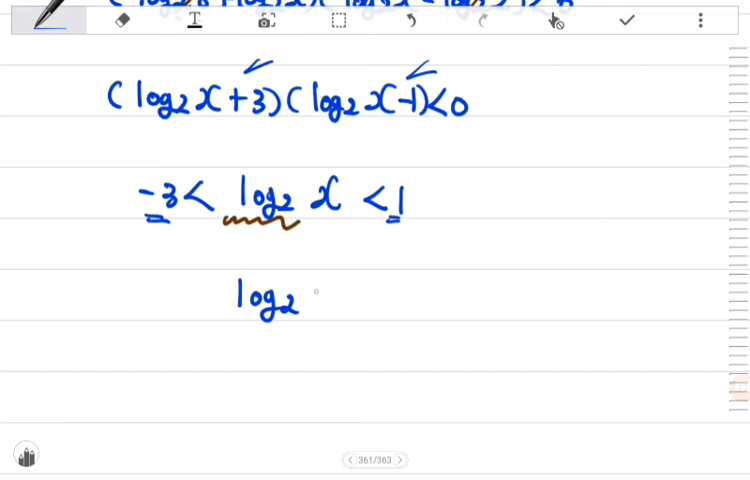 (log₂x+3)(log₂x-1)<0
-3< log₂ x <1
log₂
361/363